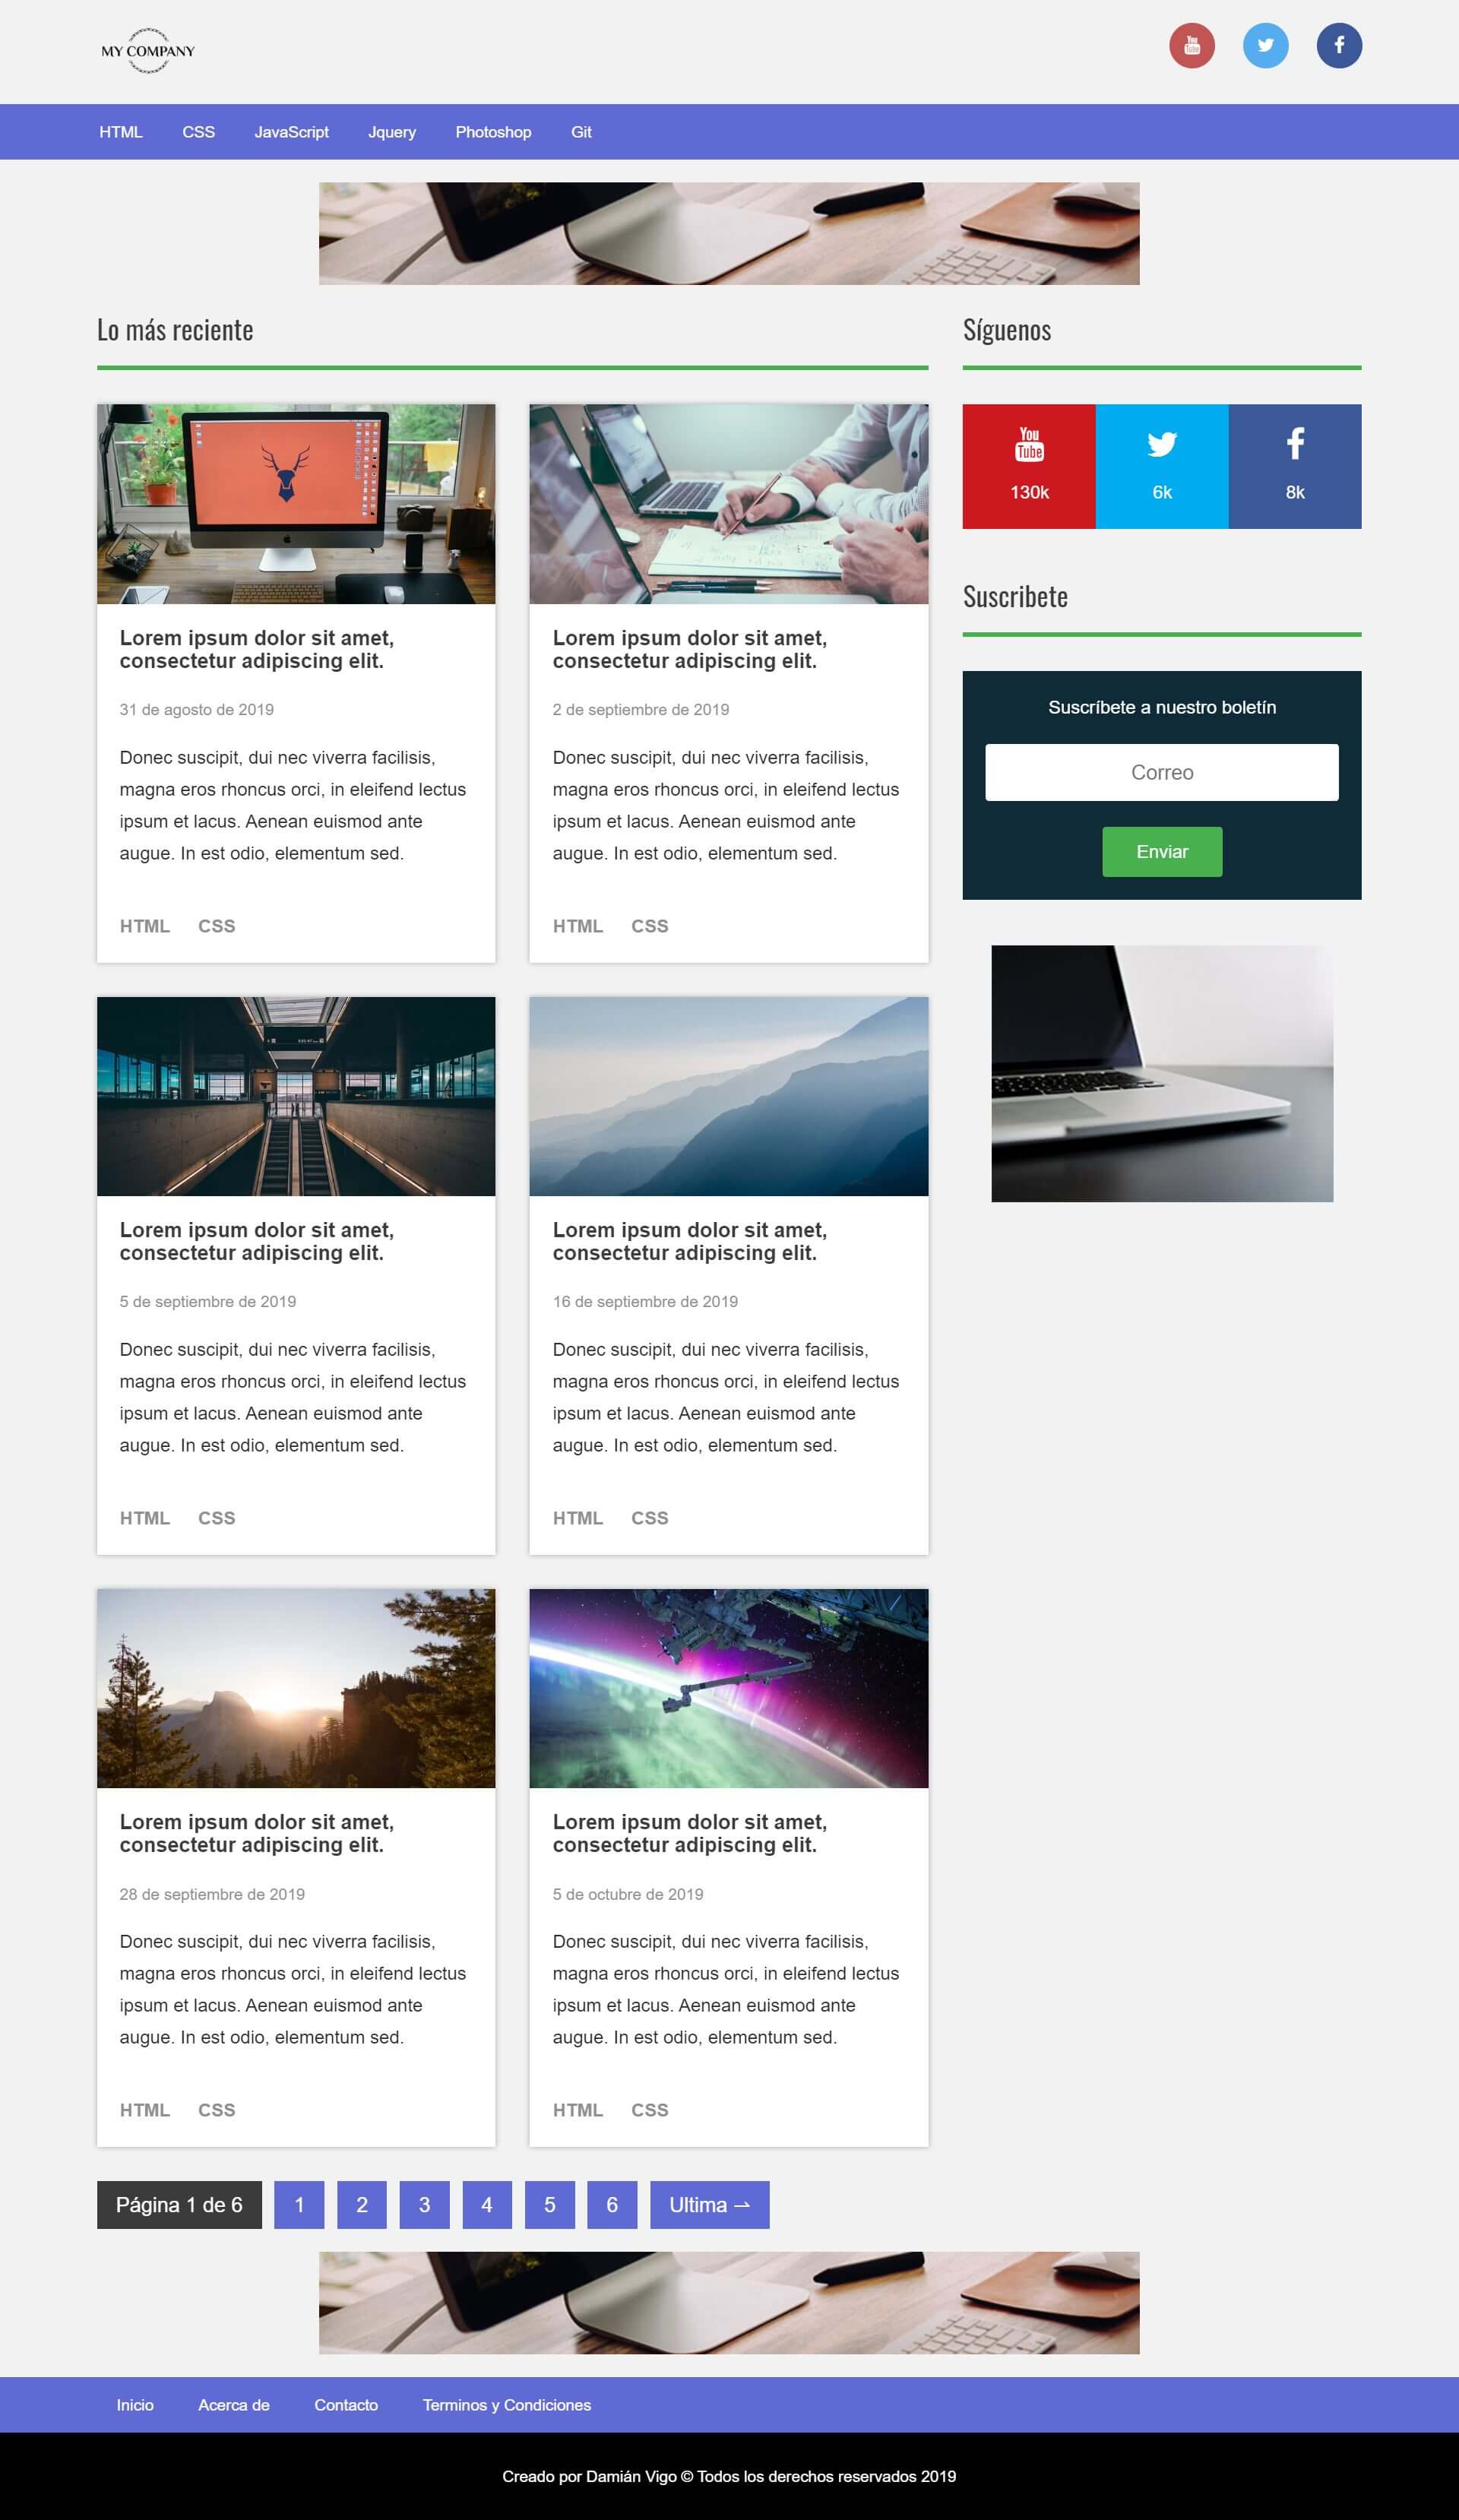 MY COMPANY
You Tube
HTML CSS JavaScript Jquery Photoshop Git
Lo más reciente
Lorem ipsum dolor sit amet,
consectetur adipiscing elit.
31 de agosto de 2019
Donec suscipit, dui nec viverra facilisis,
magna eros rhoncus orci, in eleifend lectus
ipsum et lacus. Aenean euismod ante
augue. In est odio, elementum sed.
HTML CSS
Lorem ipsum dolor sit amet,
consectetur adipiscing elit.
2 de septiembre de 2019
Donec suscipit, dui nec viverra facilisis,
magna eros rhoncus orci, in eleifend lectus
ipsum et lacus. Aenean euismod ante
augue. In est odio, elementum sed.
HTML CSS
Lorem ipsum dolor sit amet,
consectetur adipiscing elit.
5 de septiembre de 2019
Donec suscipit, dui nec viverra facilisis,
magna eros rhoncus orci, in eleifend lectus
ipsum et lacus. Aenean euismod ante
augue. In est odio, elementum sed.
HTML CSS
Lorem ipsum dolor sit amet,
consectetur adipiscing elit.
16 de septiembre de 2019
Donec suscipit, dui nec viverra facilisis,
magna eros rhoncus orci, in eleifend lectus
ipsum et lacus. Aenean euismod ante
augue. In est odio, elementum sed.
HTML CSS
Lorem ipsum dolor sit amet,
consectetur adipiscing elit.
28 de septiembre de 2019
Donec suscipit, dui nec viverra facilisis,
magna eros rhoncus orci, in eleifend lectus
ipsum et lacus. Aenean euismod ante
augue. In est odio, elementum sed.
HTML CSS
Lorem ipsum dolor sit amet,
consectetur adipiscing elit.
5 de octubre de 2019
Donec suscipit, dui nec viverra facilisis,
magna eros rhoncus orci, in eleifend lectus
ipsum et lacus. Aenean euismod ante
augue. In est odio, elementum sed.
HTML CSS
Página 1 de 6 1 2 3 4 5 6 Ultima ⇀
Síguenos
You
Tube
130k 6k 8k
Suscribete
Suscríbete a nuestro boletín
Correo
Enviar
Inicio Acerca de Contacto Terminos y Condiciones
Creado por Damián Vigo © Todos los derechos reservados 2019